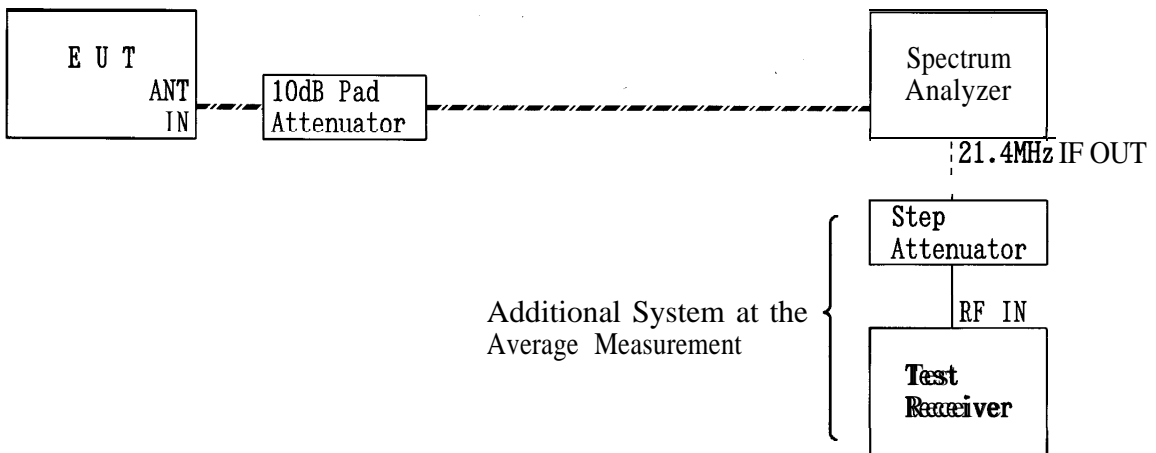 E U T
ANT
IN
10dB Pad
Attenuator
Spectrum
Analyzer
21.4MHz IF OUT
Step
Attenuator
RF IN
Additional System at the
Average Measurement
Test
Receiver